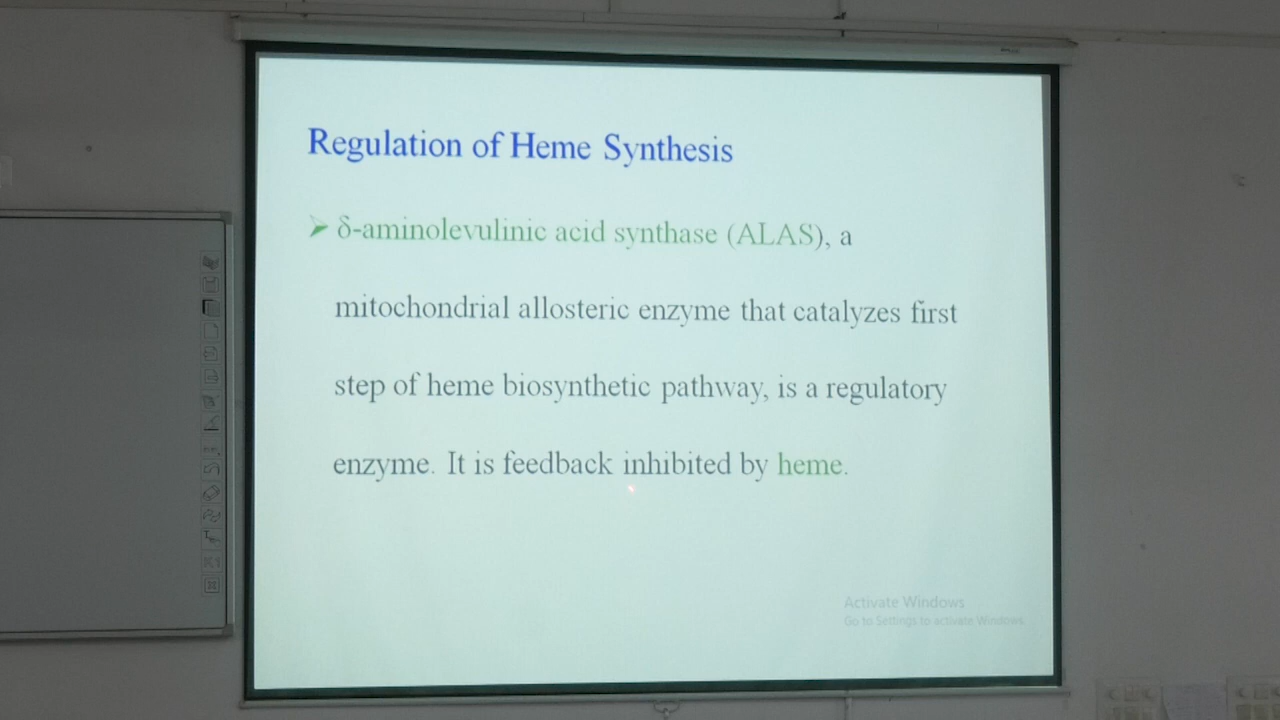 Regulation of Heme Synthesis
➢ δ-aminolevulinic acid synthase (ALAS), a
mitochondrial allosteric enzyme that catalyzes first
step of heme biosynthetic pathway, is a regulatory
enzyme. It is feedback inhibited by heme.
Activate Windows
Go to Settings to activate Windows.